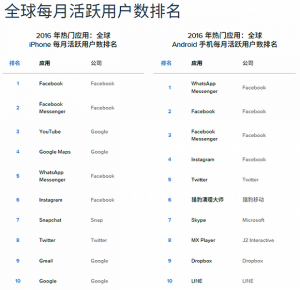 全球每月活跃用户数排名
2016 年热门应用：全球
iPhone 每月活跃用户数排名
排名 应用 公司
1 Facebook Facebook
2 Facebook Messenger Facebook
3 YouTube Google
4 Google Maps Google
5 WhatsApp Messenger Facebook
6 Instagram Facebook
7 Snapchat Snap
8 Twitter Twitter
9 Gmail Google
10 Google Google
2016 年热门应用：全球
Android 手机每月活跃用户数排名
排名 应用 公司
1 WhatsApp Messenger Facebook
2 Facebook Facebook
3 Facebook Messenger Facebook
4 Instagram Facebook
5 Twitter Twitter
6 猎豹清理大师 猎豹移动
7 Skype Microsoft
8 MX Player J2 Interactive
9 Dropbox Dropbox
10 LINE LINE